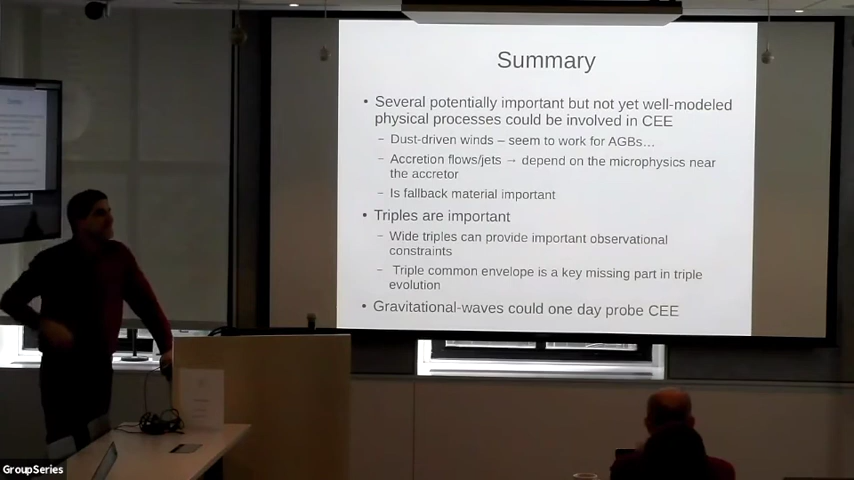 Summary
• Several potentially important but not yet well-modeled
physical processes could be involved in CEE
– Dust-driven winds – seem to work for AGBs…
– Accretion flows/jets → depend on the microphysics near
the accretor
– Is fallback material important
• Triples are important
– Wide triples can provide important observational
constraints
– Triple common envelope is a key missing part in triple
evolution
• Gravitational-waves could one day probe CEE
GroupSeries